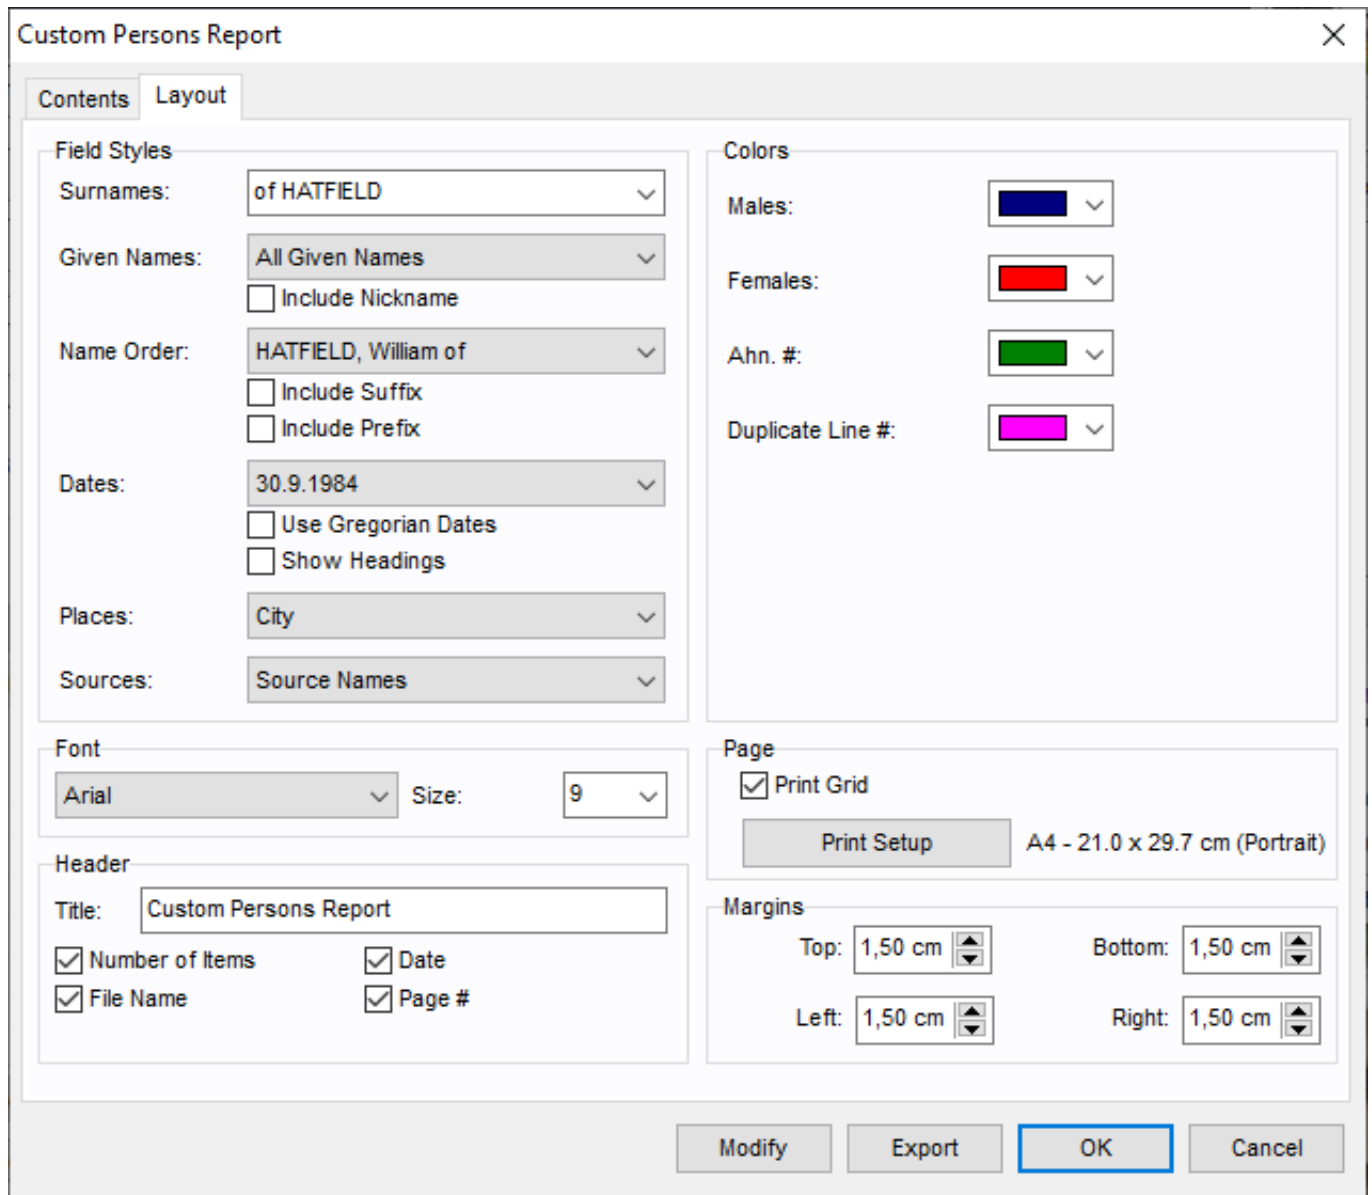 Custom Persons Report
Contents
Layout
Field Styles
Surnames: of HATFIELD
Given Names: All Given Names
Include Nickname
Name Order: HATFIELD, William of
Include Suffix
Include Prefix
Dates: 30.9.1984
Use Gregorian Dates
Show Headings
Places: City
Sources: Source Names
Colors
Males:
Females:
Ahn. #:
Duplicate Line #:
Font
Arial Size: 9
Page
Print Grid
Print Setup A4 - 21.0 x 29.7 cm (Portrait)
Header
Title: Custom Persons Report
Number of Items Date
File Name Page #
Margins
Top: 1,50 cm Bottom: 1,50 cm
Left: 1,50 cm Right: 1,50 cm
Modify Export OK Cancel